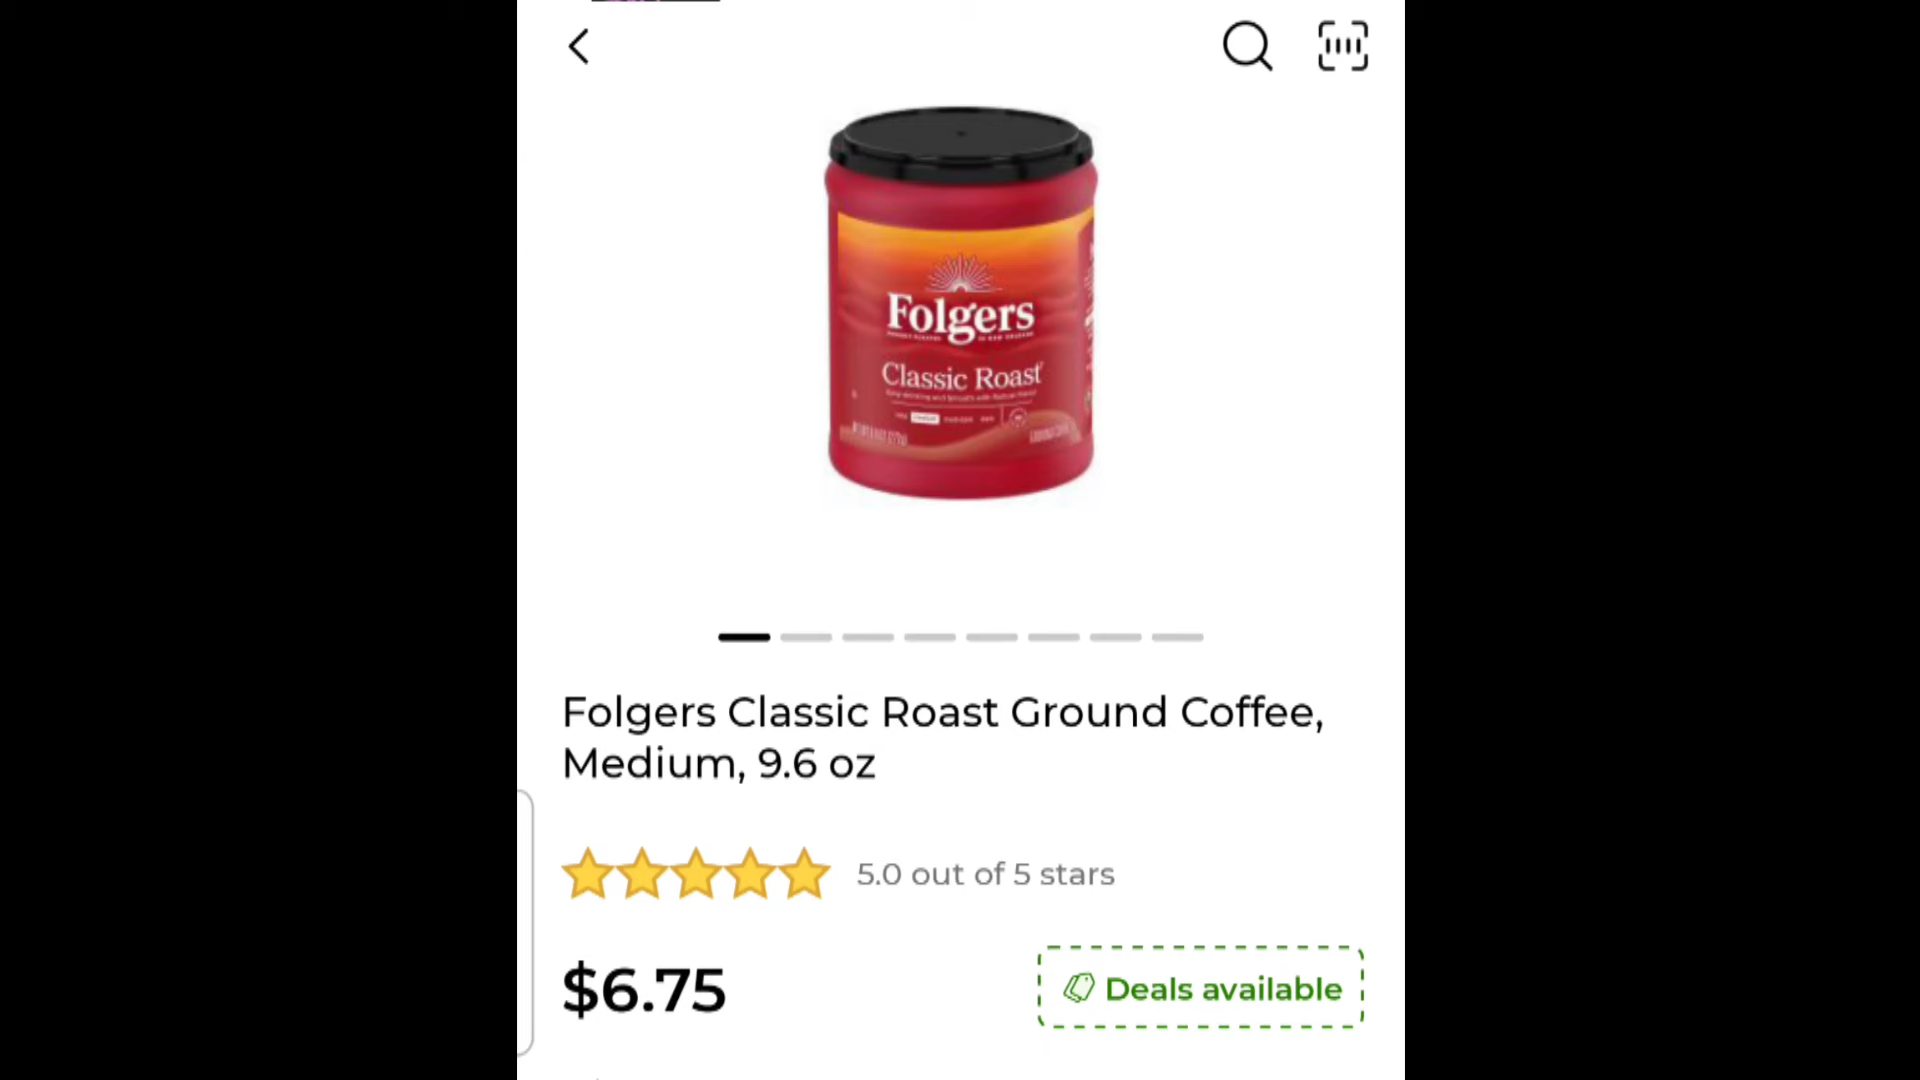 Folgers
Classic Roast
Folgers Classic Roast Ground Coffee,
Medium, 9.6 oz
5.0 out of 5 stars
$6.75
Deals available